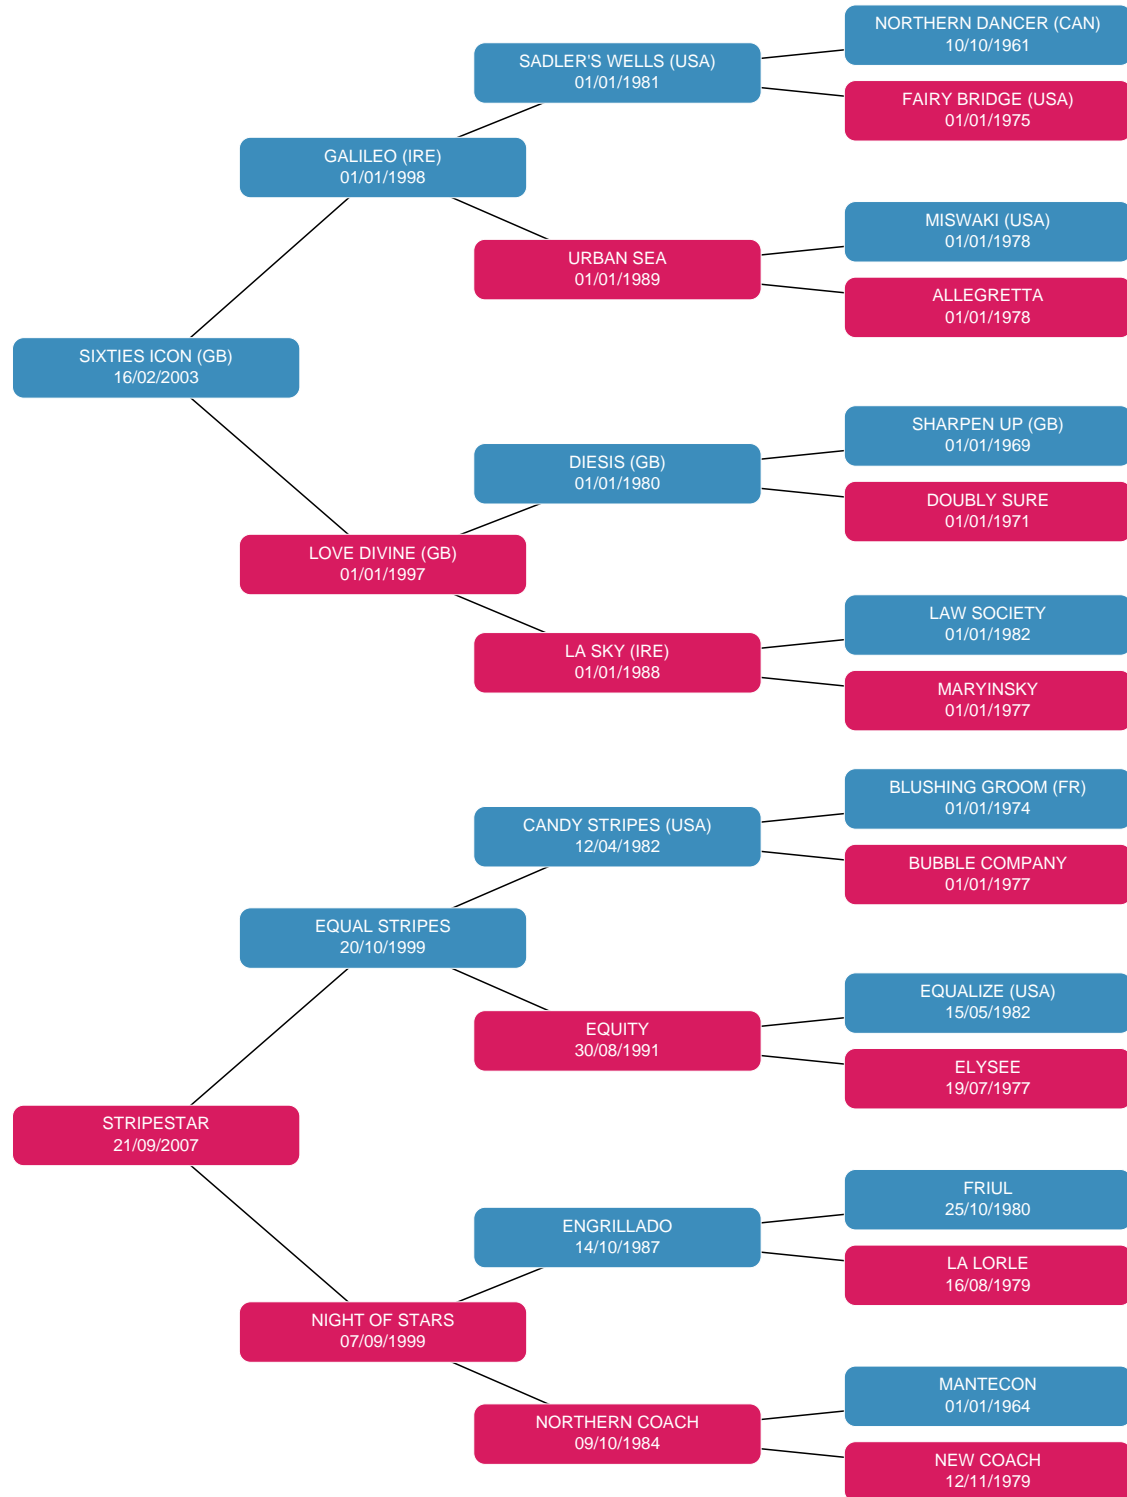 NORTHERN DANCER (CAN)
10/10/1961
SADLER'S WELLS (USA)
01/01/1981
FAIRY BRIDGE (USA)
01/01/1975
GALILEO (IRE)
01/01/1998
MISWAKI (USA)
01/01/1978
URBAN SEA
01/01/1989
ALLEGRETTA
01/01/1978
SIXTIES ICON (GB)
16/02/2003
SHARPEN UP (GB)
01/01/1969
DIESIS (GB)
01/01/1980
DOUBLY SURE
01/01/1971
LOVE DIVINE (GB)
01/01/1997
LAW SOCIETY
01/01/1982
LA SKY (IRE)
01/01/1988
MARYINSKY
01/01/1977
BLUSHING GROOM (FR)
01/01/1974
CANDY STRIPES (USA)
12/04/1982
BUBBLE COMPANY
01/01/1977
EQUAL STRIPES
20/10/1999
EQUALIZE (USA)
15/05/1982
EQUITY
30/08/1991
ELYSEE
19/07/1977
STRIPESTAR
21/09/2007
FRIUL
25/10/1980
ENGRILLADO
14/10/1987
LA LORLE
16/08/1979
NIGHT OF STARS
07/09/1999
MANTECON
01/01/1964
NORTHERN COACH
09/10/1984
NEW COACH
12/11/1979